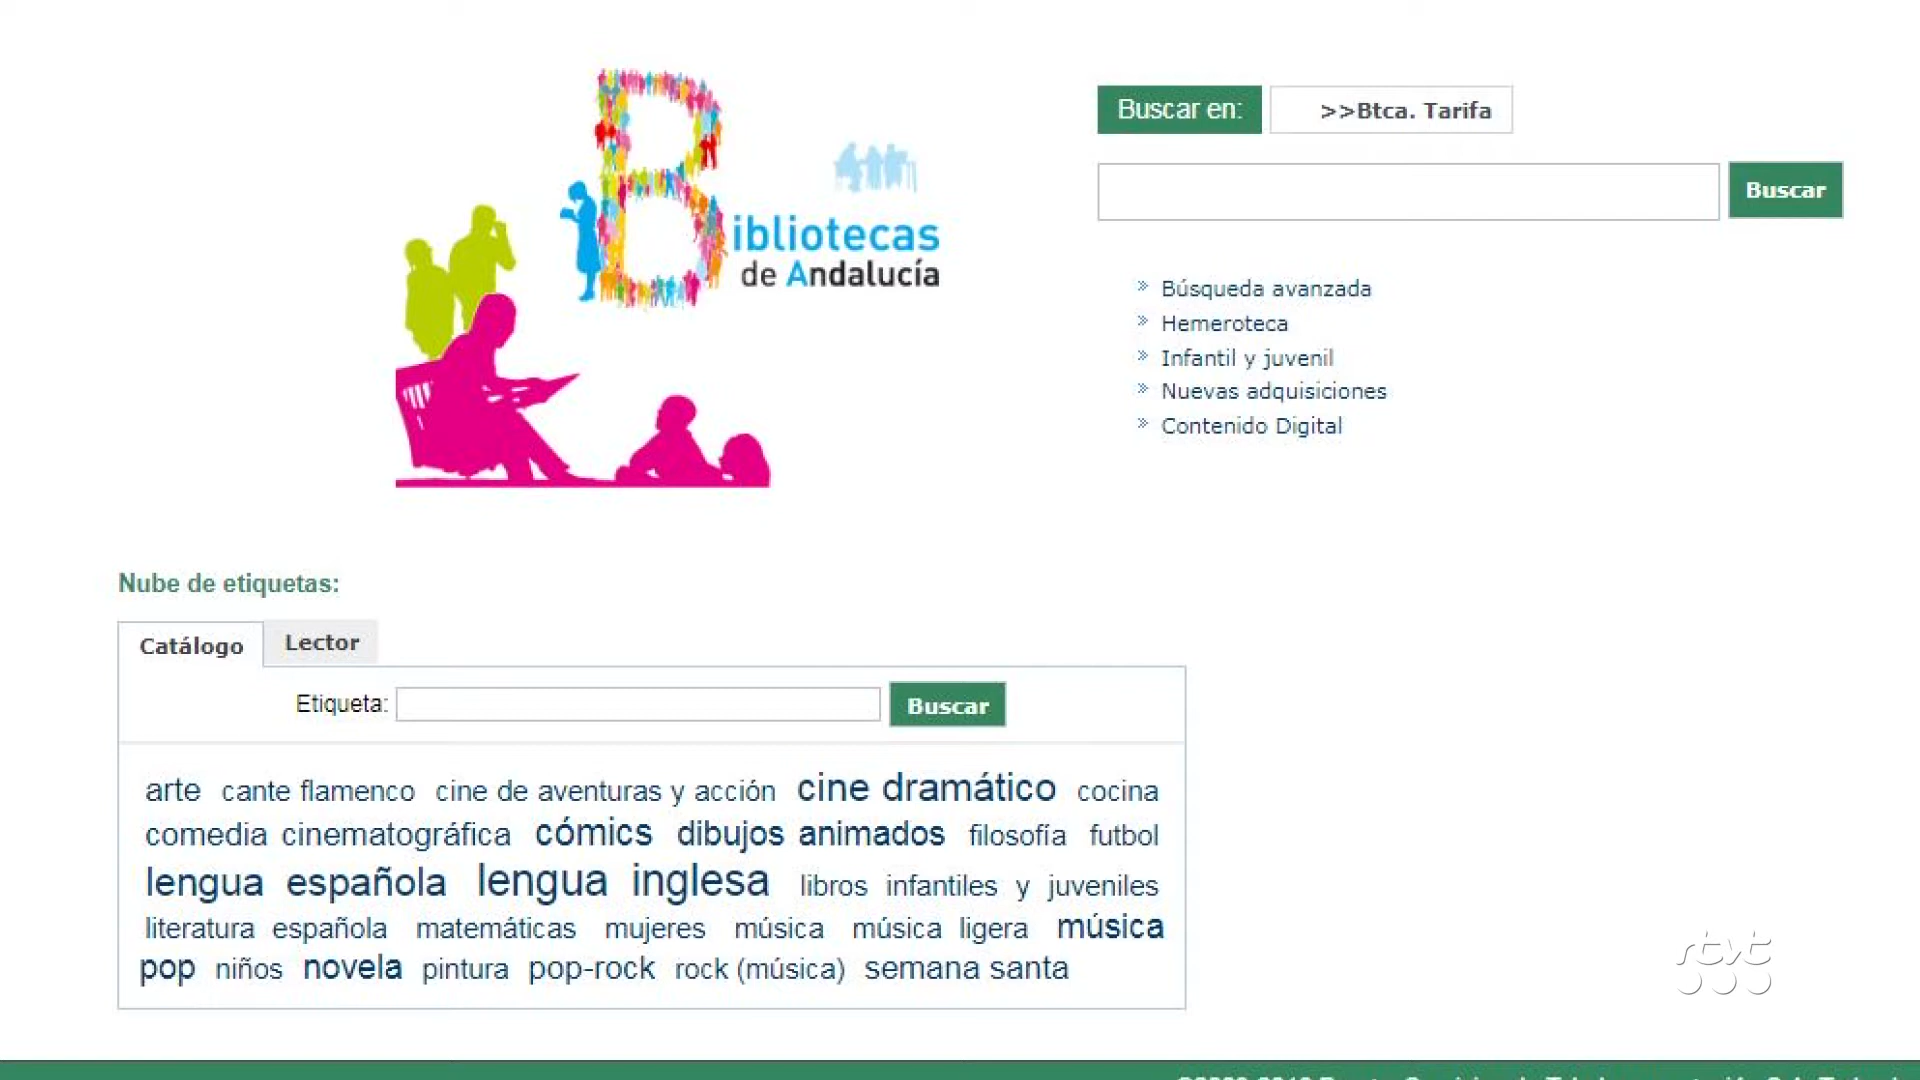 Bibliotecas
de Andalucía
Buscar en:
>>Btca. Tarifa
Buscar
Búsqueda avanzada
Hemeroteca
Infantil y juvenil
Nuevas adquisiciones
Contenido Digital
Nube de etiquetas:
Catálogo
Lector
Etiqueta:
Buscar
arte cante flamenco cine de aventuras y acción cine dramático cocina
comedia cinematográfica cómics dibujos animados filosofía futbol
lengua española lengua inglesa libros infantiles y juveniles
literatura española matemáticas mujeres música música ligera música
pop niños novela pintura pop-rock rock (música) semana santa
rtvt